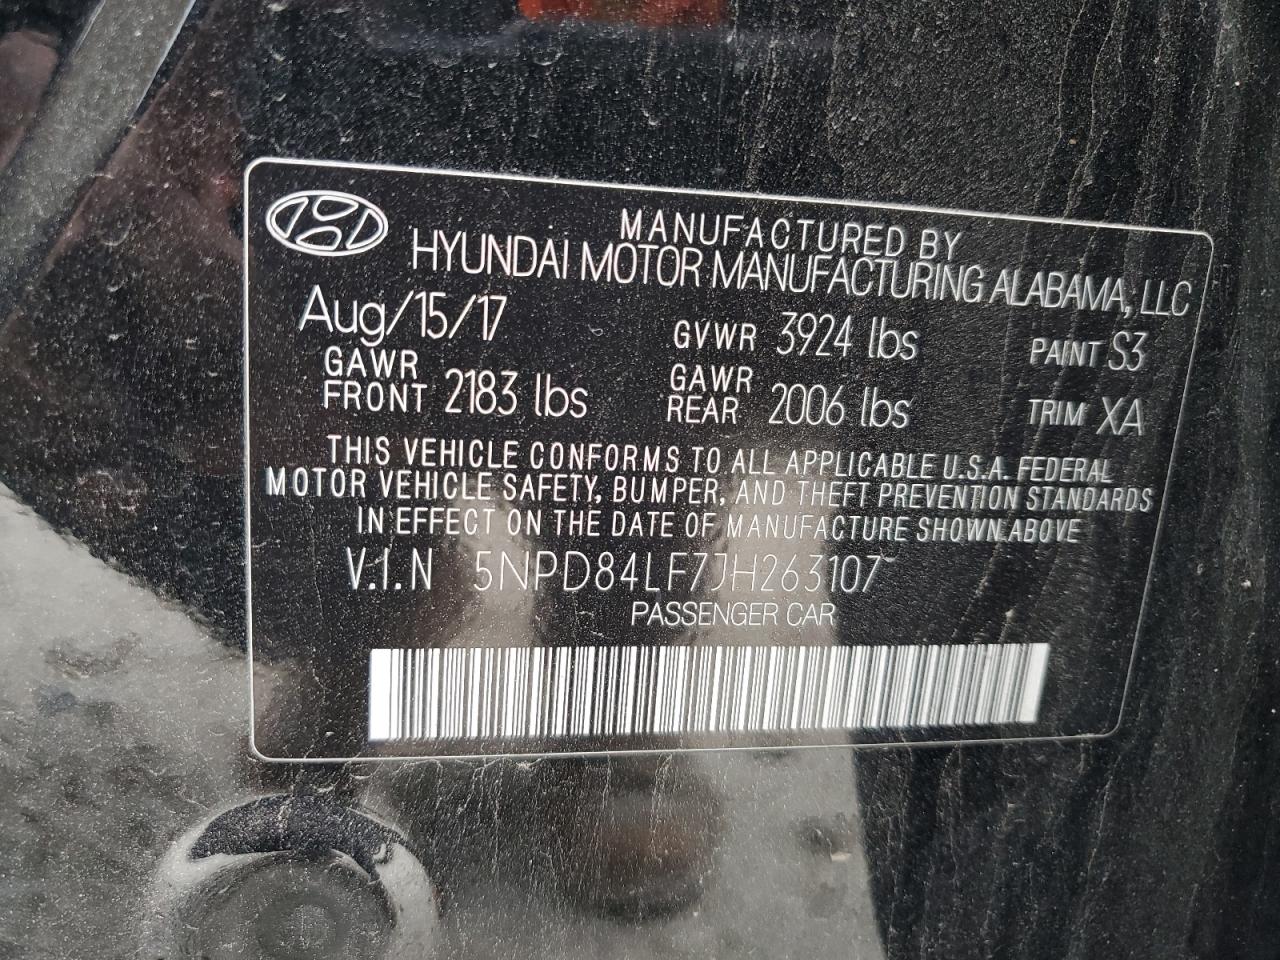 MANUFACTURED BY
HYUNDAI MOTOR MANUFACTURING ALABAMA, LLC
Aug/15/17 GVWR 3924 lbs PAINT S3
GAWR FRONT 2183 lbs GAWR REAR 2006 lbs TRIM XA
THIS VEHICLE CONFORMS TO ALL APPLICABLE U.S.A. FEDERAL
MOTOR VEHICLE SAFETY, BUMPER, AND THEFT PREVENTION STANDARDS
IN EFFECT ON THE DATE OF MANUFACTURE SHOWN ABOVE
V.I.N 5NPD84LF7JH263107
PASSENGER CAR